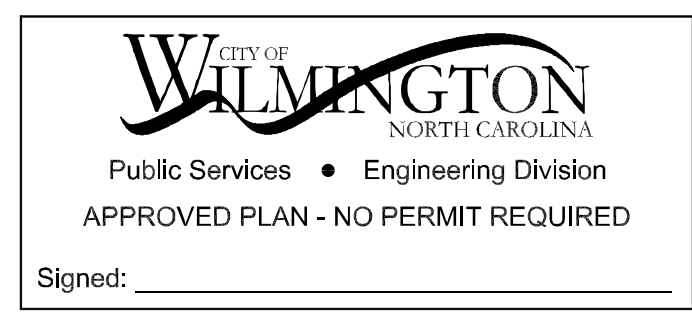 CITY OF
WILMINGTON
NORTH CAROLINA
Public Services ● Engineering Division
APPROVED PLAN - NO PERMIT REQUIRED
Signed: